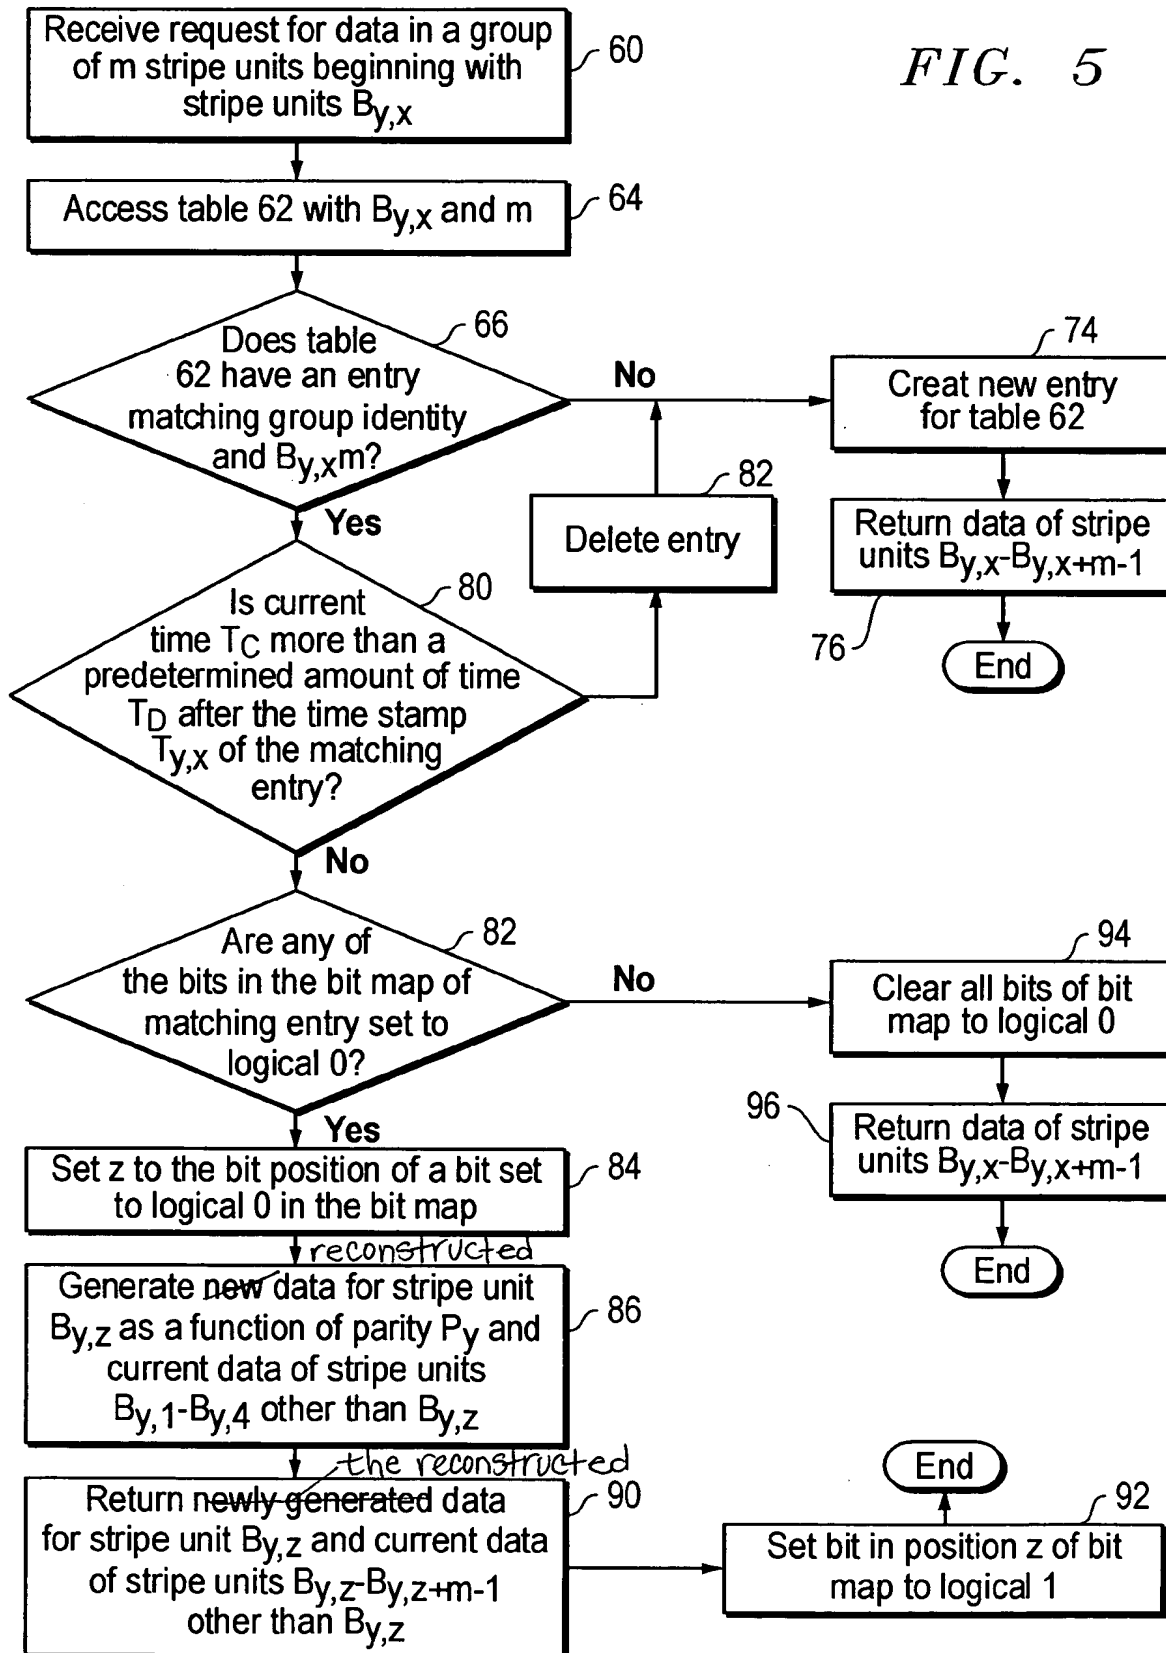 FIG. 5
Receive request for data in a group
of m stripe units beginning with
stripe units By,x
60
Access table 62 with By,x and m
64
Does table
62 have an entry
matching group identity
and By,xm?
66
No
Yes
74
Creat new entry
for table 62
Return data of stripe
units By,x-By,x+m-1
76
End
82
Delete entry
Is current
time TC more than a
predetermined amount of time
TD after the time stamp
Ty,x of the matching
entry?
80
No
Are any of
the bits in the bit map of
matching entry set to
logical 0?
82
No
Yes
94
Clear all bits of bit
map to logical 0
96
Return data of stripe
units By,x-By,x+m-1
End
Set z to the bit position of a bit set
to logical 0 in the bit map
84
reconstructed
Generate new data for stripe unit
By,z as a function of parity Py and
current data of stripe units
By,1-By,4 other than By,z
86
the reconstructed
Return newly generated data
for stripe unit By,z and current data
of stripe units By,z-By,z+m-1
other than By,z
90
End
92
Set bit in position z of bit
map to logical 1